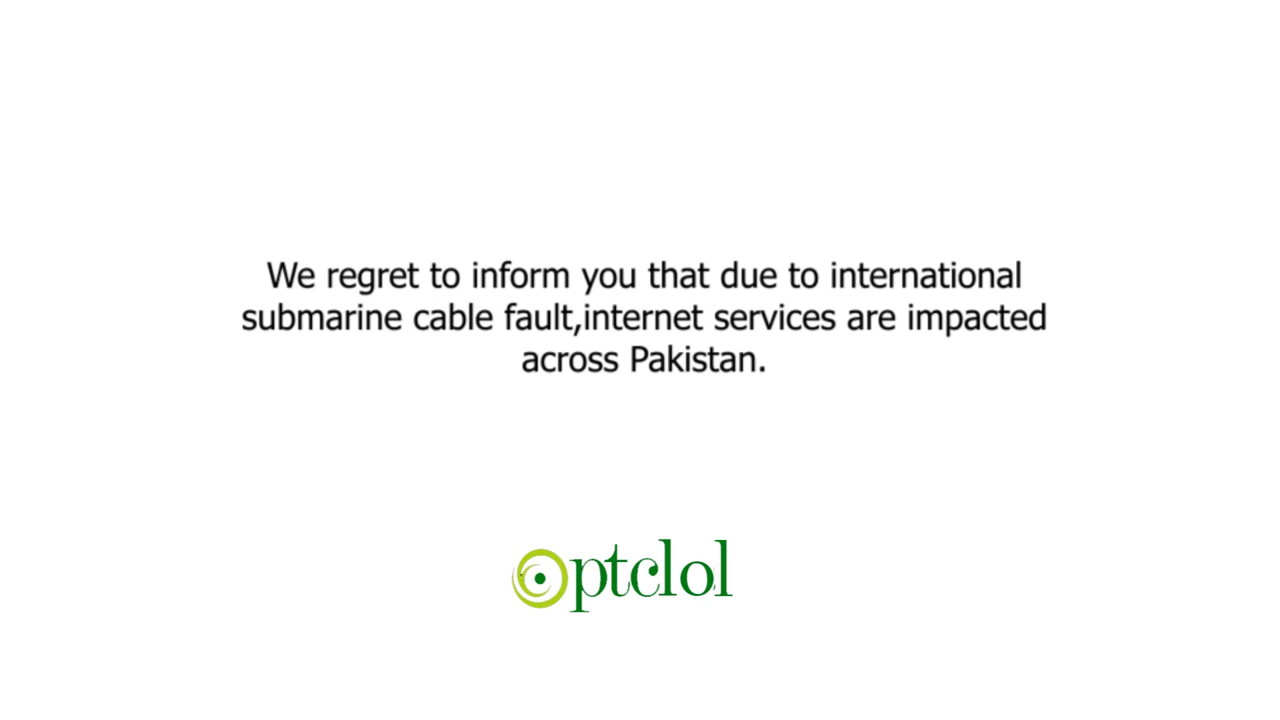 We regret to inform you that due to international
submarine cable fault,internet services are impacted
across Pakistan.
ptclol